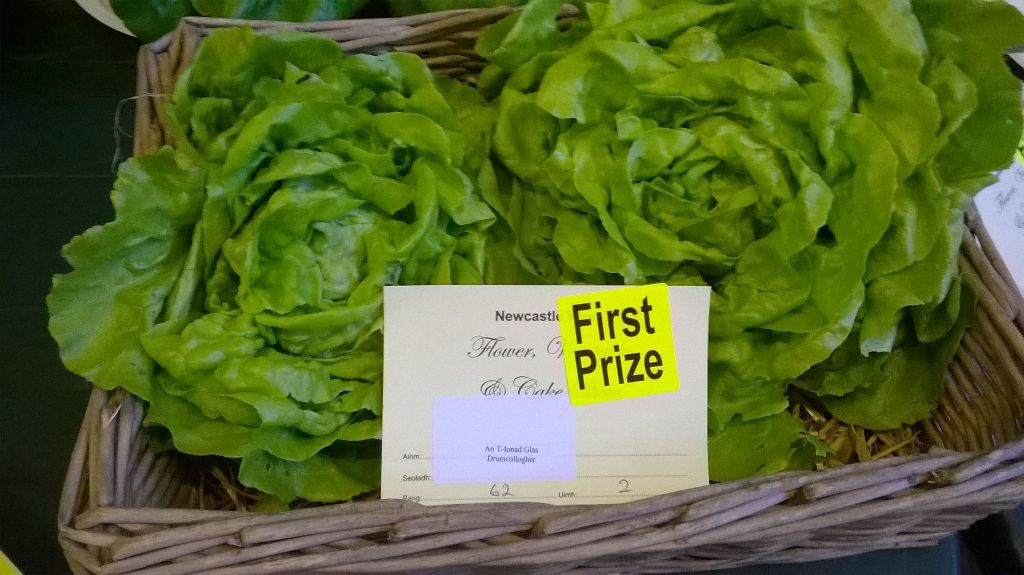 Newcastle
First
Prize
Flower,
& Cake
An T-Ionad Glas
Druncollogher
Ainm:
Seoladh:
Rang: 62 Uimh: 2